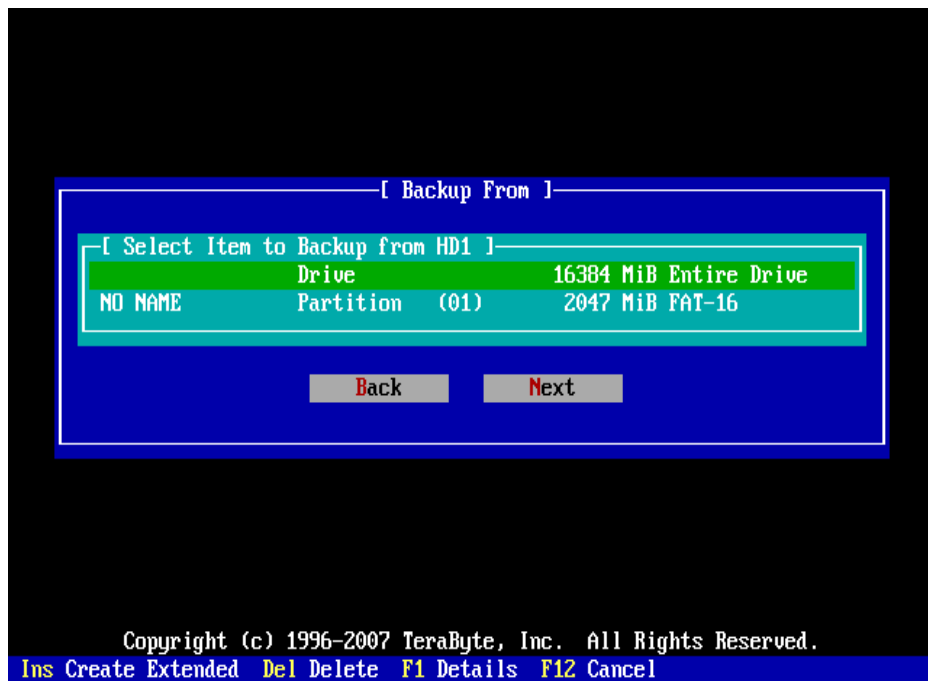 [ Backup From ]
[ Select Item to Backup from HD1 ]
Drive 16384 MiB Entire Drive
NO NAME Partition (01) 2047 MiB FAT-16
Back Next
Copyright (c) 1996-2007 TeraByte, Inc. All Rights Reserved.
Ins Create Extended Del Delete F1 Details F12 Cancel